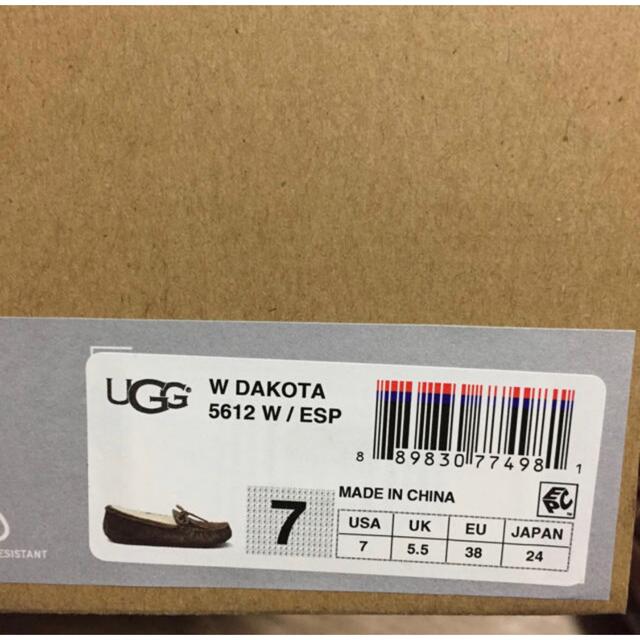 UGG®
W DAKOTA
5612 W / ESP
8 89830 77498 1
7
MADE IN CHINA
USA UK EU JAPAN
7 5.5 38 24
EPC™
ESISTANT